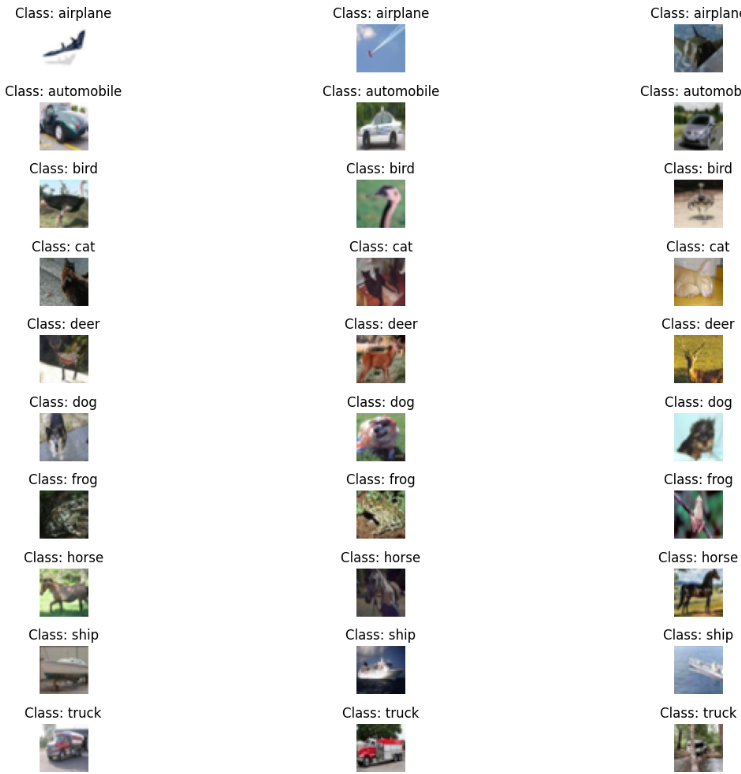 Class: airplane Class: airplane Class: airplane
Class: automobile Class: automobile Class: automob
Class: bird Class: bird Class: bird
Class: cat Class: cat Class: cat
Class: deer Class: deer Class: deer
Class: dog Class: dog Class: dog
Class: frog Class: frog Class: frog
Class: horse Class: horse Class: horse
Class: ship Class: ship Class: ship
Class: truck Class: truck Class: truck